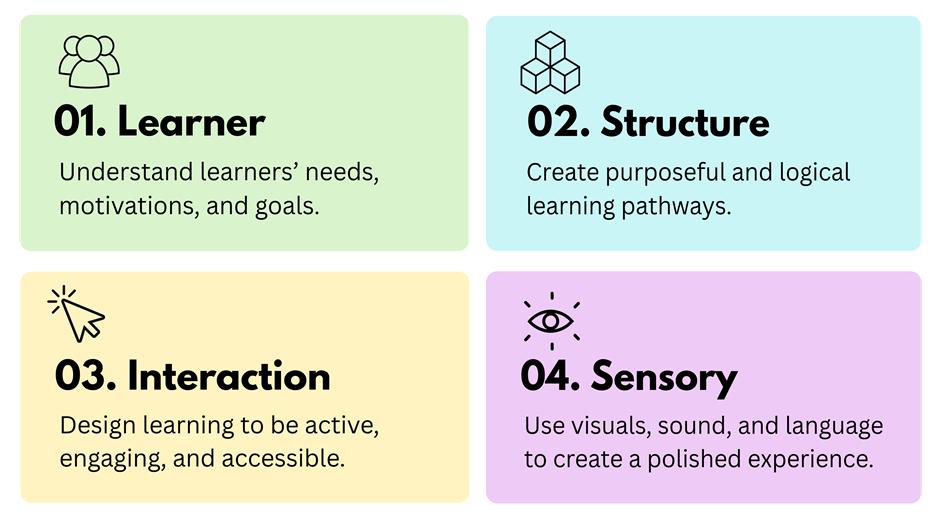 01. Learner
Understand learners’ needs,
motivations, and goals.
02. Structure
Create purposeful and logical
learning pathways.
03. Interaction
Design learning to be active,
engaging, and accessible.
04. Sensory
Use visuals, sound, and language
to create a polished experience.